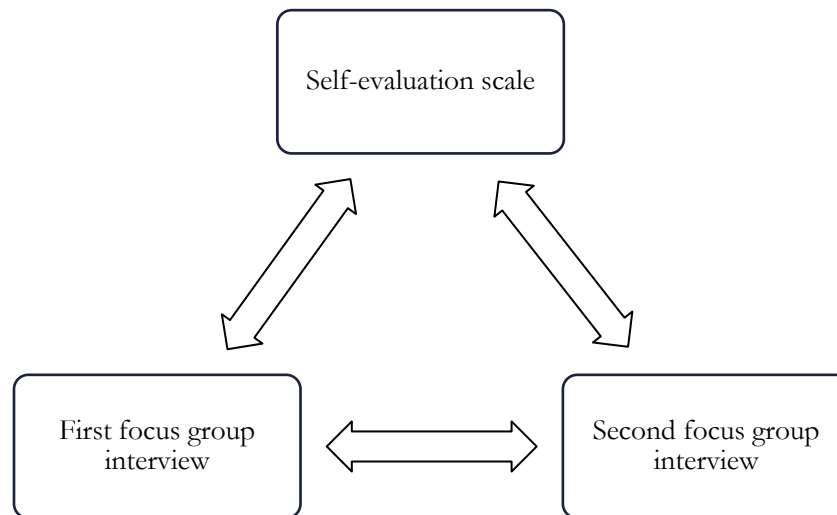 Self-evaluation scale
First focus group
interview
Second focus group
interview